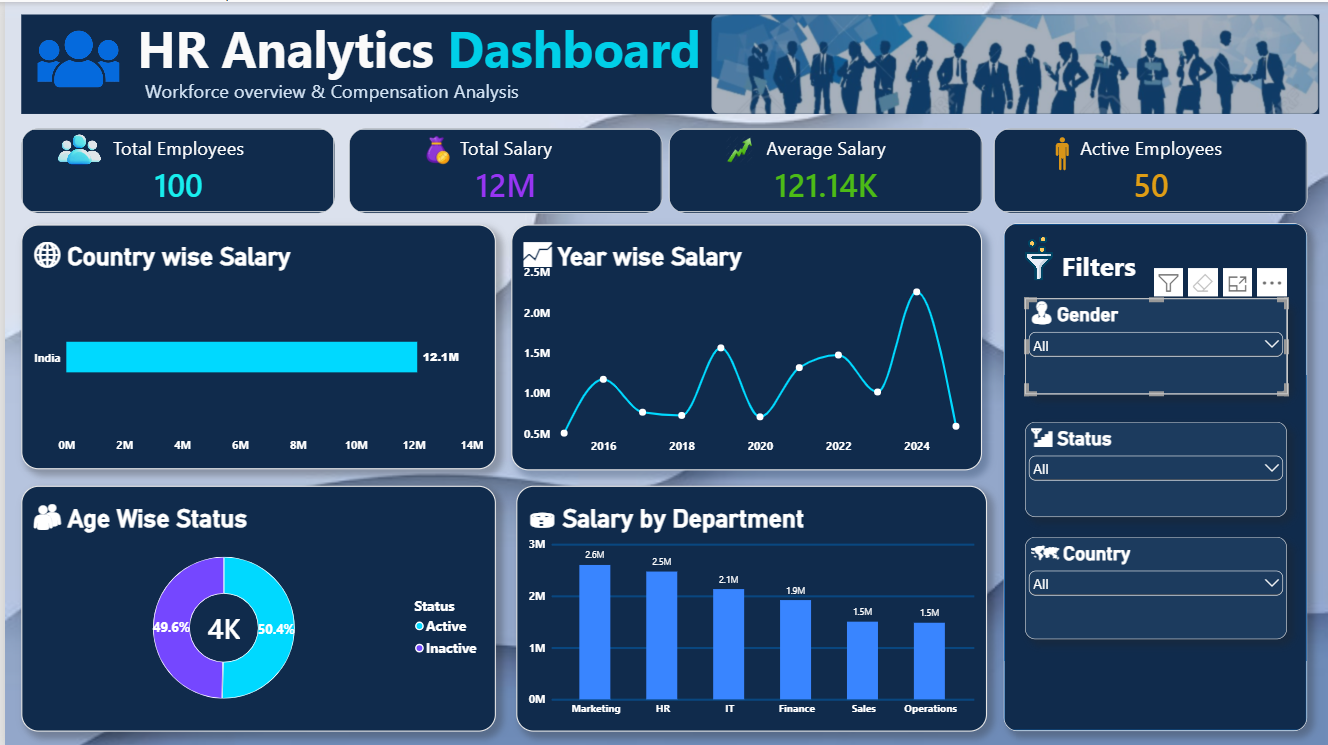 HR Analytics Dashboard
Workforce overview & Compensation Analysis
Total Employees
100
Total Salary
12M
Average Salary
121.14K
Active Employees
50
Country wise Salary
India
12.1M
0M 2M 4M 6M 8M 10M 12M 14M
Year wise Salary
2.5M
2.0M
1.5M
1.0M
0.5M
2016 2018 2020 2022 2024
Filters
Gender
All
Status
All
Country
All
Age Wise Status
49.6%
4K
50.4%
Status
Active
Inactive
Salary by Department
3M
2M
1M
0M
2.6M 2.5M 2.1M 1.9M 1.5M 1.5M
Marketing HR IT Finance Sales Operations